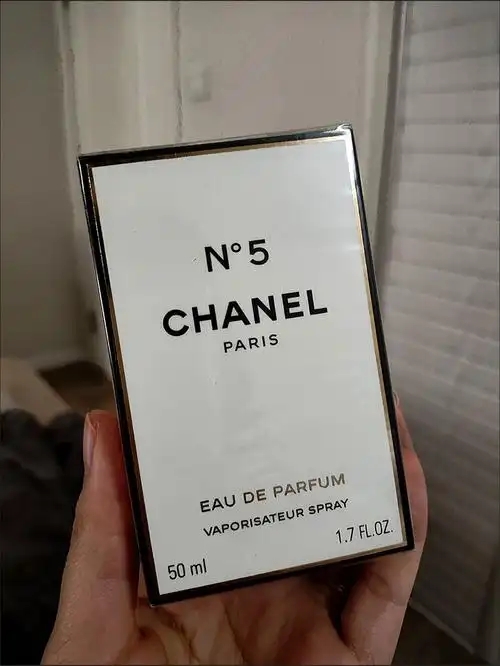 N°5
CHANEL
PARIS
EAU DE PARFUM
VAPORISATEUR SPRAY
50 ml
1.7 FL.OZ.